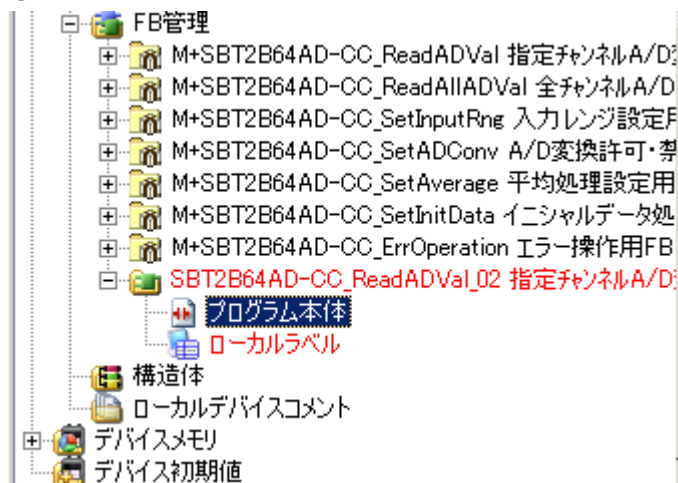 FB管理
M+SBT2B64AD-CC_ReadADVal 指定ﾁｬﾝﾈﾙA/D
M+SBT2B64AD-CC_ReadAllADVal 全ﾁｬﾝﾈﾙA/D
M+SBT2B64AD-CC_SetInputRng 入力レンジ設定
M+SBT2B64AD-CC_SetADConv A/D変換許可・禁
M+SBT2B64AD-CC_SetAverage 平均処理設定用
M+SBT2B64AD-CC_SetInitData イニシャルデータ処
M+SBT2B64AD-CC_ErrOperation エラー操作用FB
SBT2B64AD-CC_ReadADVal_02 指定ﾁｬﾝﾈﾙA/D
プログラム本体
ローカルラベル
構造体
ローカルデバイスコメント
デバイスメモリ
デバイス初期値